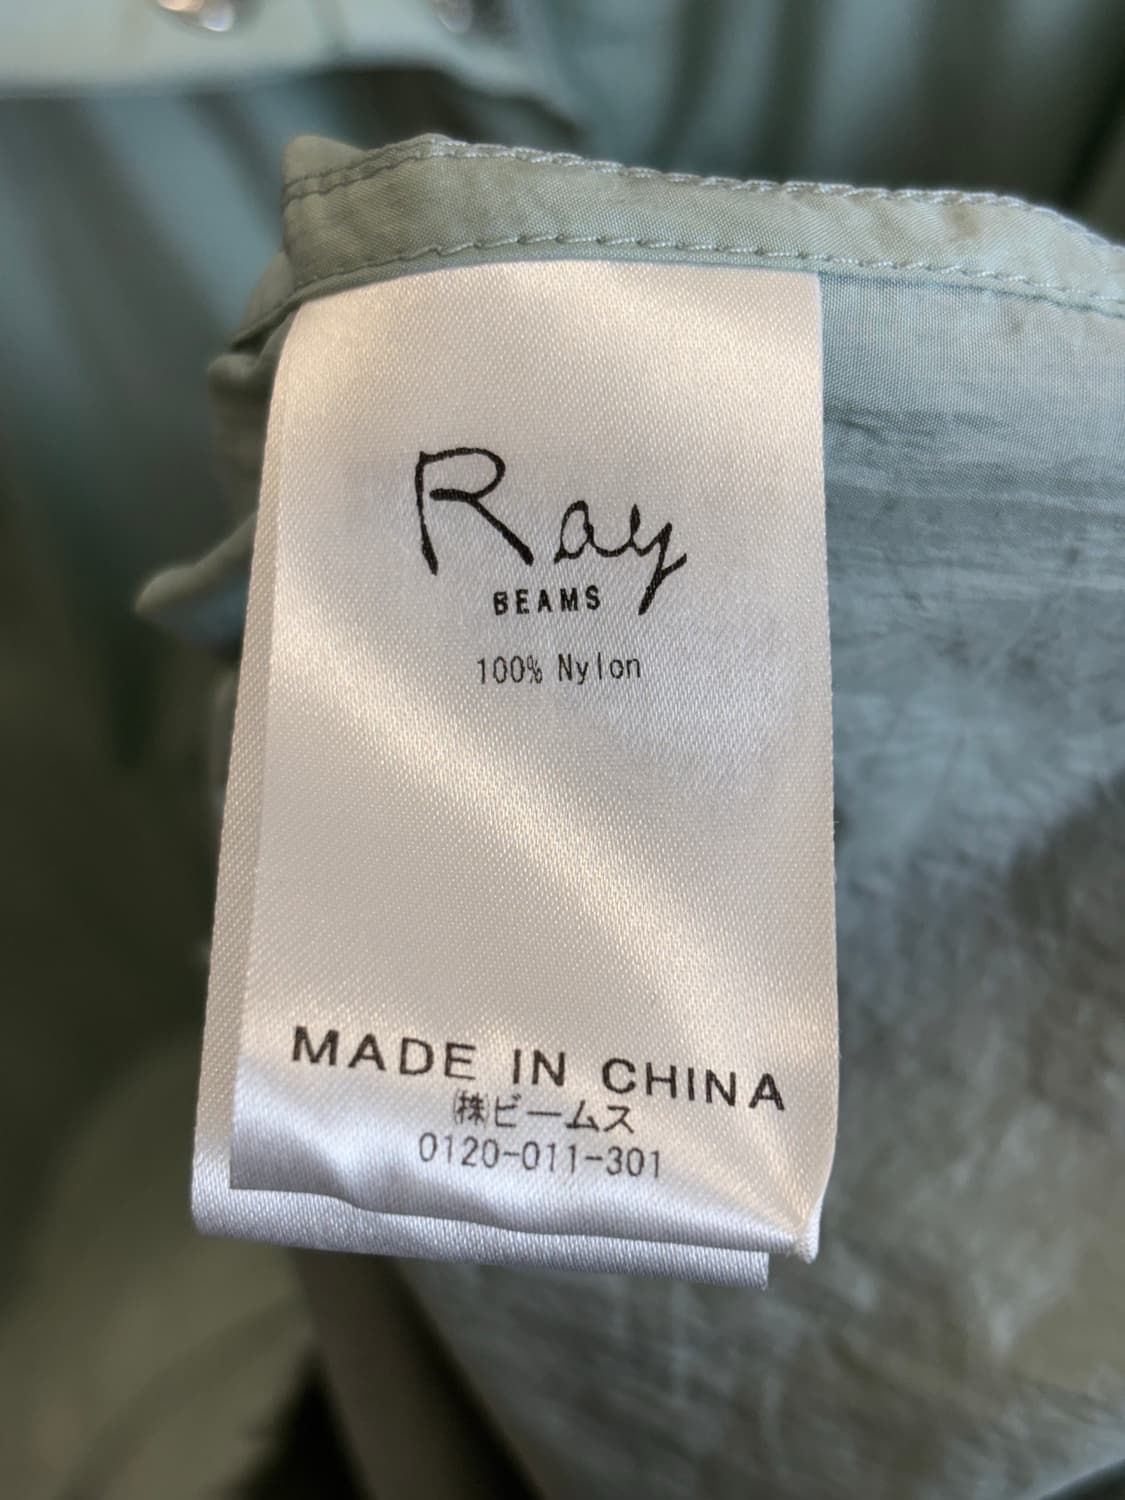 Ray
BEAMS
100% Nylon
MADE IN CHINA
㈱ビームス
0120-011-301